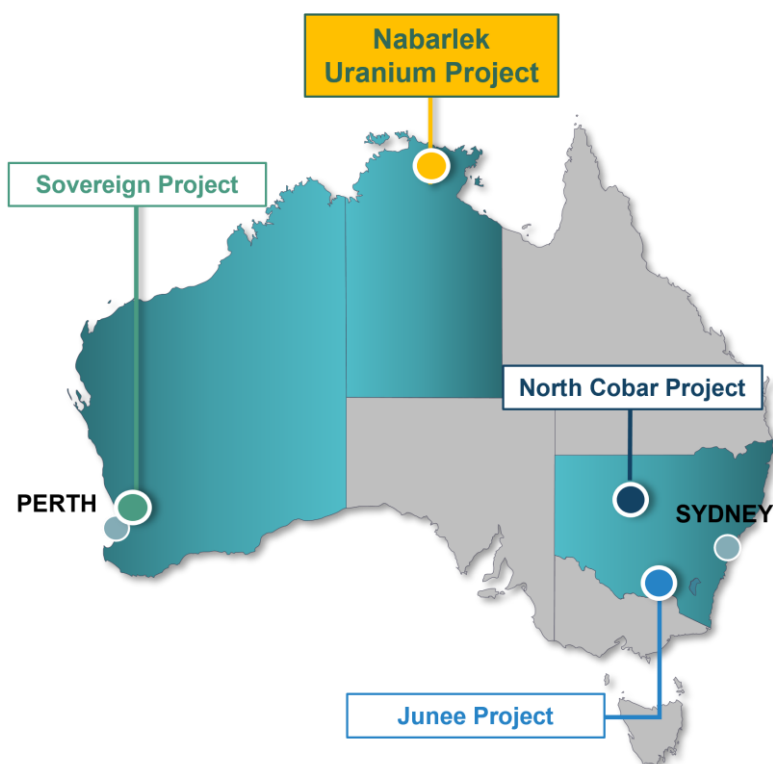 Nabarlek
Uranium Project
Sovereign Project
North Cobar Project
PERTH
SYDNEY
Junee Project